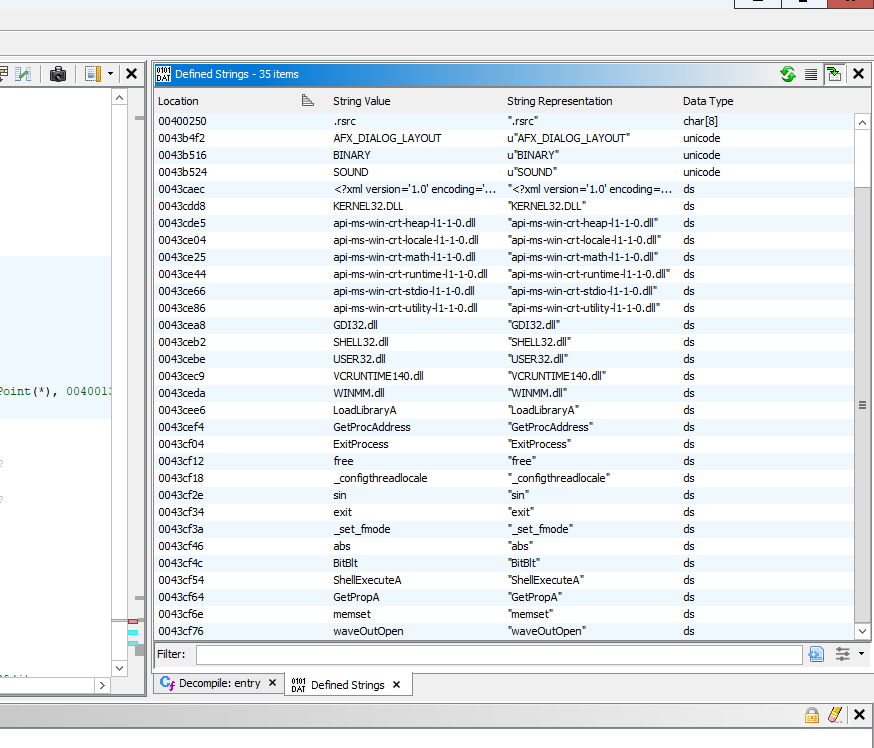 Defined Strings - 35 items
Location String Value String Representation Data Type
00400250 .rsrc ".rsrc" char[8]
0043b4f2 AFX_DIALOG_LAYOUT u"AFX_DIALOG_LAYOUT" unicode
0043b516 BINARY u"BINARY" unicode
0043b524 SOUND u"SOUND" unicode
0043caec <?xml version='1.0' encoding='... "<?xml version='1.0' encoding=... ds
0043cdd8 KERNEL32.DLL "KERNEL32.DLL" ds
0043cde5 api-ms-win-crt-heap-l1-1-0.dll "api-ms-win-crt-heap-l1-1-0.dll" ds
0043ce04 api-ms-win-crt-locale-l1-1-0.dll "api-ms-win-crt-locale-l1-1-0.dll" ds
0043ce25 api-ms-win-crt-math-l1-1-0.dll "api-ms-win-crt-math-l1-1-0.dll" ds
0043ce44 api-ms-win-crt-runtime-l1-1-0.dll "api-ms-win-crt-runtime-l1-1-0.dll" ds
0043ce66 api-ms-win-crt-stdio-l1-1-0.dll "api-ms-win-crt-stdio-l1-1-0.dll" ds
0043ce86 api-ms-win-crt-utility-l1-1-0.dll "api-ms-win-crt-utility-l1-1-0.dll" ds
0043cea8 GDI32.dll "GDI32.dll" ds
0043ceb2 SHELL32.dll "SHELL32.dll" ds
0043cebe USER32.dll "USER32.dll" ds
0043cec9 VCRUNTIME140.dll "VCRUNTIME140.dll" ds
0043ceda WINMM.dll "WINMM.dll" ds
0043cee6 LoadLibraryA "LoadLibraryA" ds
0043cef4 GetProcAddress "GetProcAddress" ds
0043cf04 ExitProcess "ExitProcess" ds
0043cf12 free "free" ds
0043cf18 _configthreadlocale "_configthreadlocale" ds
0043cf2e sin "sin" ds
0043cf34 exit "exit" ds
0043cf3a _set_fmode "_set_fmode" ds
0043cf46 abs "abs" ds
0043cf4c BitBlt "BitBlt" ds
0043cf54 ShellExecuteA "ShellExecuteA" ds
0043cf64 GetPropA "GetPropA" ds
0043cf6e memset "memset" ds
0043cf76 waveOutOpen "waveOutOpen" ds
Point(*), 0040013
?
?
Filter:
Decompile: entry
0101 DAT Defined Strings